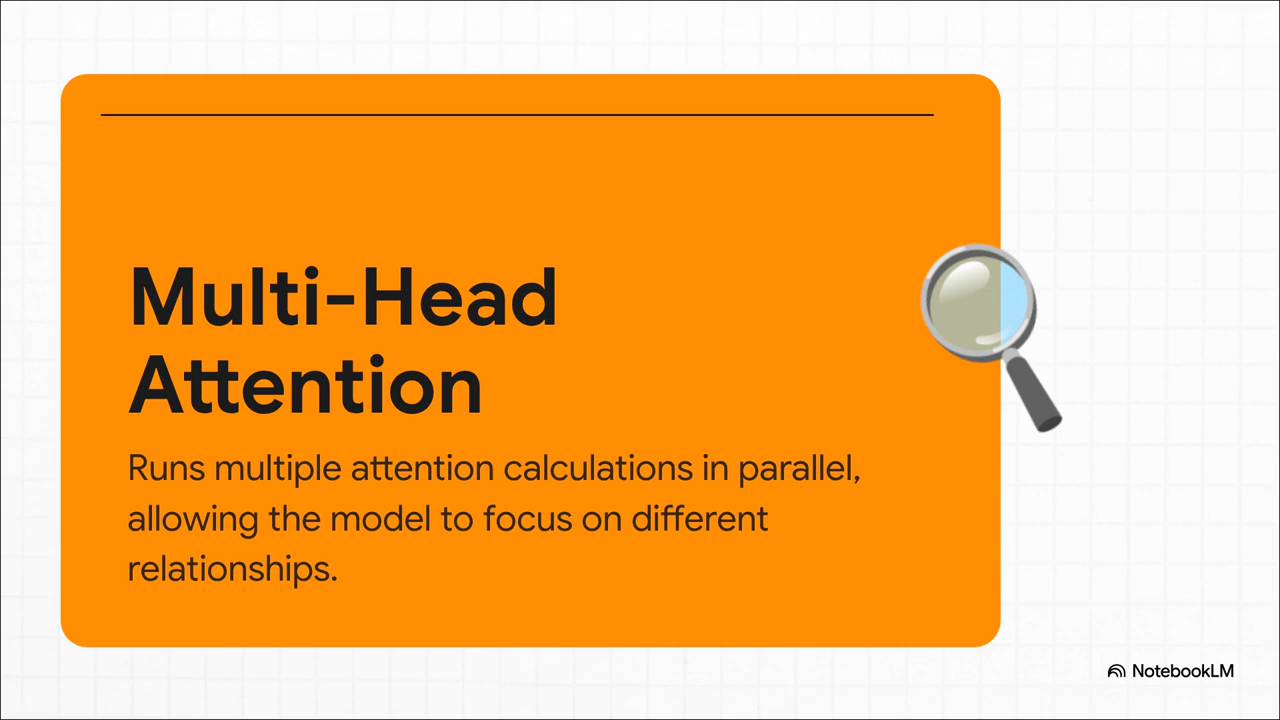 Multi-Head
Attention
Runs multiple attention calculations in parallel,
allowing the model to focus on different
relationships.
NotebookLM